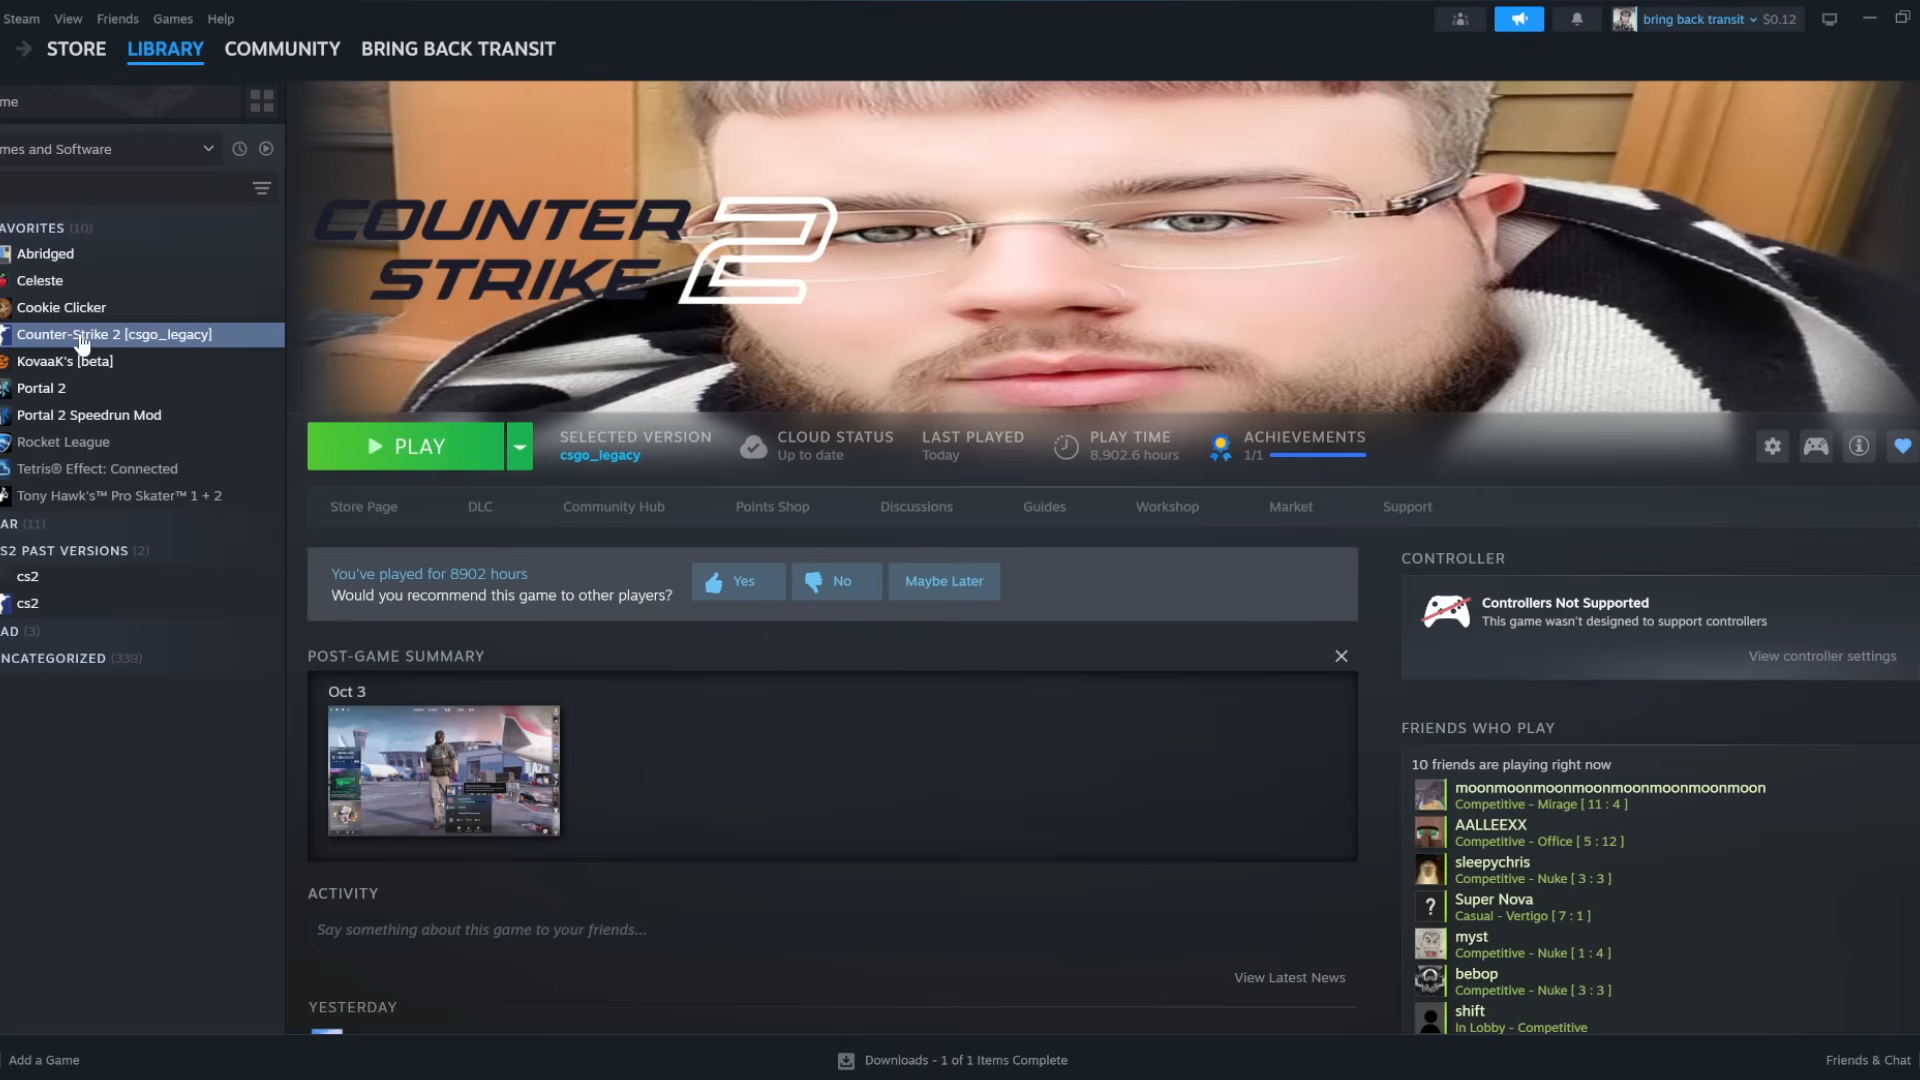 Steam View Friends Games Help
bring back transit $0.12
STORE LIBRARY COMMUNITY BRING BACK TRANSIT
me
mes and Software
AVORITES (10)
Abridged
Celeste
Cookie Clicker
Counter-Strike 2 [csgo_legacy]
KovaaK's [beta]
Portal 2
Portal 2 Speedrun Mod
Rocket League
Tetris® Effect: Connected
Tony Hawk's™ Pro Skater™ 1 + 2
AR (11)
S2 PAST VERSIONS (2)
cs2
cs2
AD (3)
NCATEGORIZED (339)
Add a Game
COUNTER
STRIKE 2
PLAY
SELECTED VERSION
csgo_legacy
CLOUD STATUS
Up to date
LAST PLAYED
Today
PLAY TIME
8,902.6 hours
ACHIEVEMENTS
1/1
Store Page DLC Community Hub Points Shop Discussions Guides Workshop Market Support
You've played for 8902 hours
Would you recommend this game to other players?
Yes
No
Maybe Later
POST-GAME SUMMARY
Oct 3
ACTIVITY
Say something about this game to your friends...
View Latest News
YESTERDAY
CONTROLLER
Controllers Not Supported
This game wasn't designed to support controllers
View controller settings
FRIENDS WHO PLAY
10 friends are playing right now
moonmoonmoonmoonmoonmoonmoonmoon
Competitive - Mirage [ 11 : 4 ]
AALLEEXX
Competitive - Office [ 5 : 12 ]
sleepychris
Competitive - Nuke [ 3 : 3 ]
?
Super Nova
Casual - Vertigo [ 7 : 1 ]
myst
Competitive - Nuke [ 1 : 4 ]
bebop
Competitive - Nuke [ 3 : 3 ]
shift
In Lobby - Competitive
Downloads - 1 of 1 Items Complete
Friends & Chat